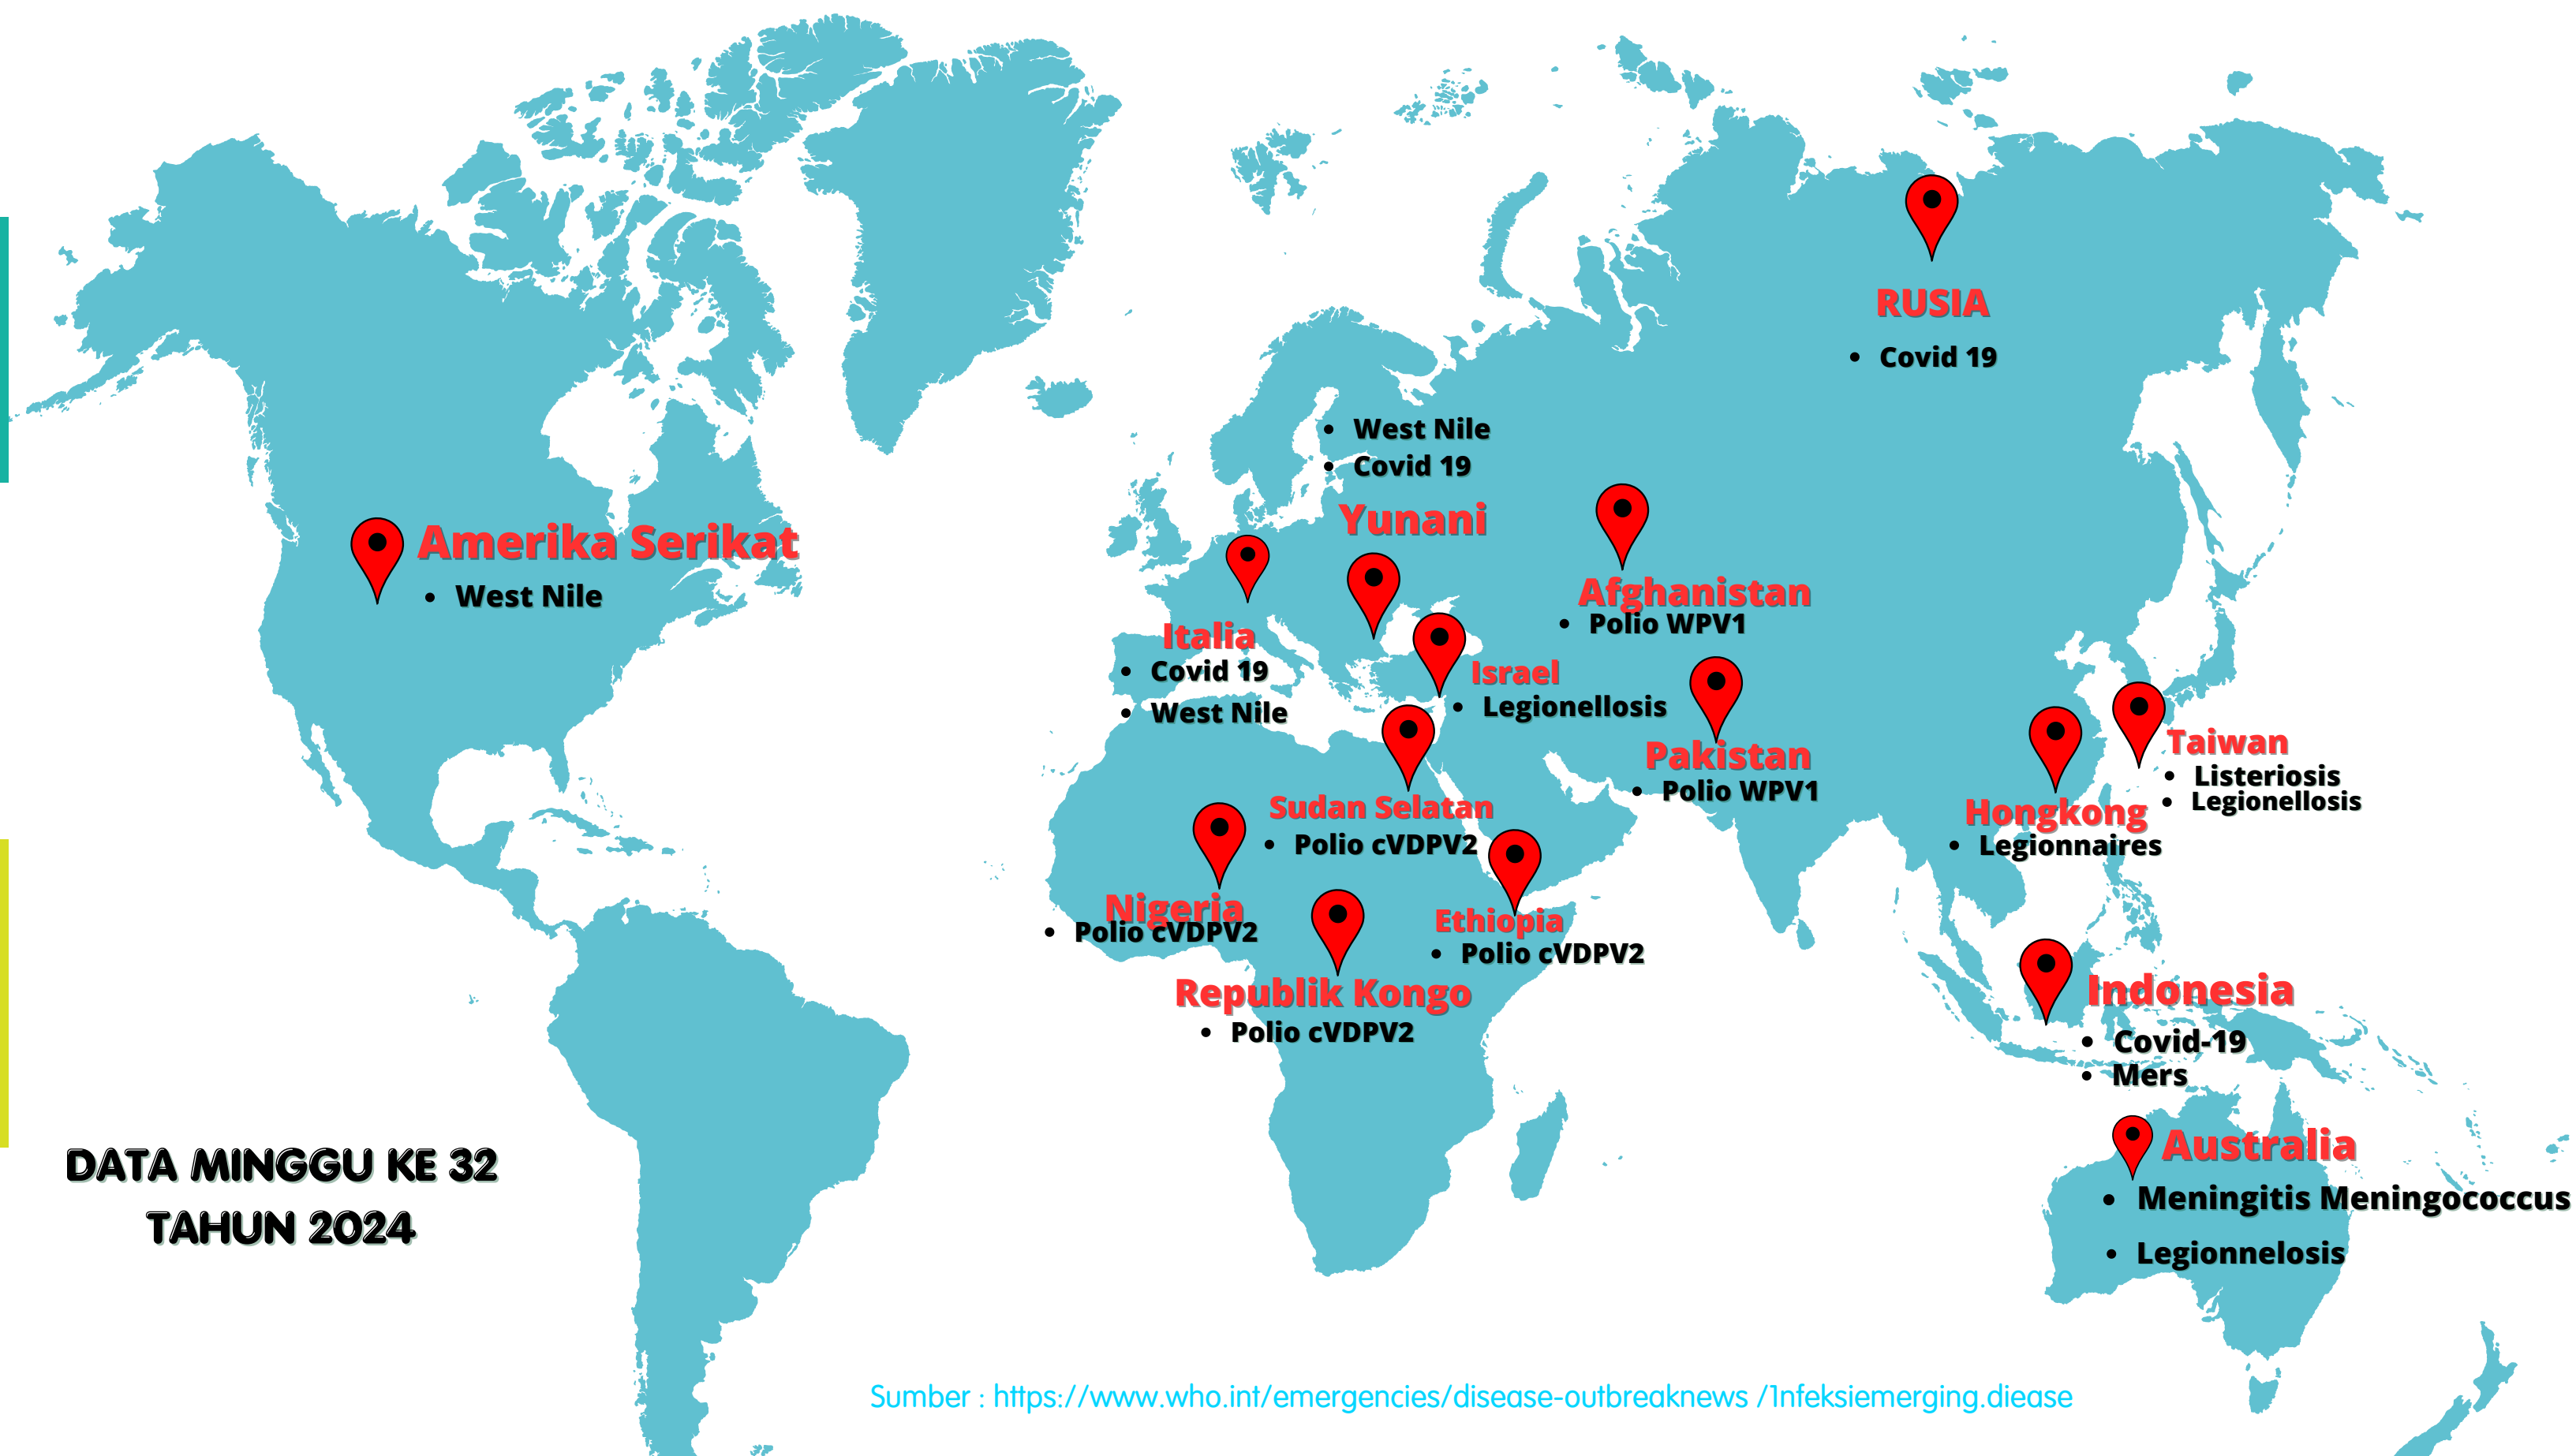 RUSIA
• Covid 19
• West Nile
• Covid 19
Yunani
Amerika Serikat
• West Nile
Afghanistan
• Polio WPV1
Italia
• Covid 19
• West Nile
Israel
• Legionellosis
Pakistan
• Polio WPV1
Taiwan
• Listeriosis
• Legionellosis
Hongkong
• Legionnaires
Sudan Selatan
• Polio cVDPV2
Nigeria
• Polio cVDPV2
Ethiopia
• Polio cVDPV2
Republik Kongo
• Polio cVDPV2
Indonesia
• Covid-19
• Mers
Australia
• Meningitis Meningococcus
• Legionnelosis
DATA MINGGU KE 32
TAHUN 2024
Sumber : https://www.who.int/emergencies/disease-outbreaknews /1nfeksiemerging.diease